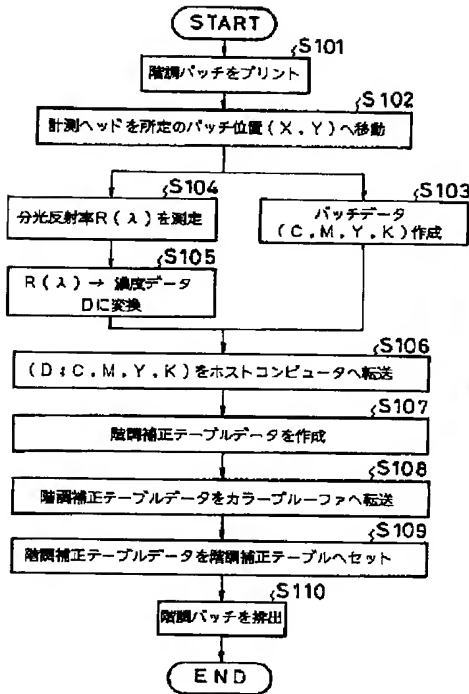 START
S101
階調パッチをプリント
S102
計測ヘッドを所定のパッチ位置(X,Y)へ移動
S104
分光反射率R(λ)を測定
S103
パッチデータ
(C,M,Y,K)作成
S105
R(λ)→濃度データ
Dに変換
S106
(D;C,M,Y,K)をホストコンピュータへ転送
S107
階調補正テーブルデータを作成
S108
階調補正テーブルデータをカラープルーファへ転送
S109
階調補正テーブルデータを階調補正テーブルへセット
S110
階調パッチを排出
END